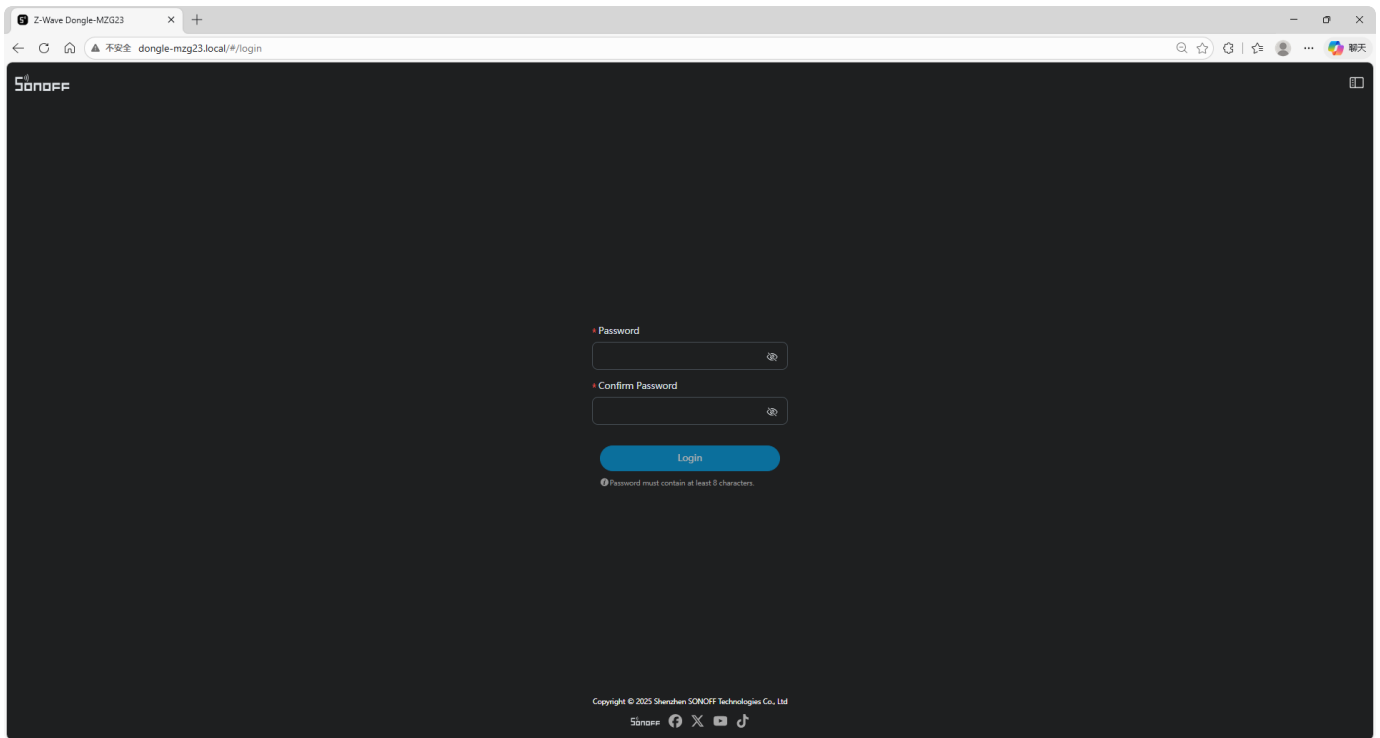 Z-Wave Dongle-MZG23
不安全 dongle-mzg23.local/#/login
聊天
SONOFF
* Password
* Confirm Password
Login
Password must contain at least 8 characters.
Copyright © 2025 Shenzhen SONOFF Technologies Co., Ltd
SONOFF